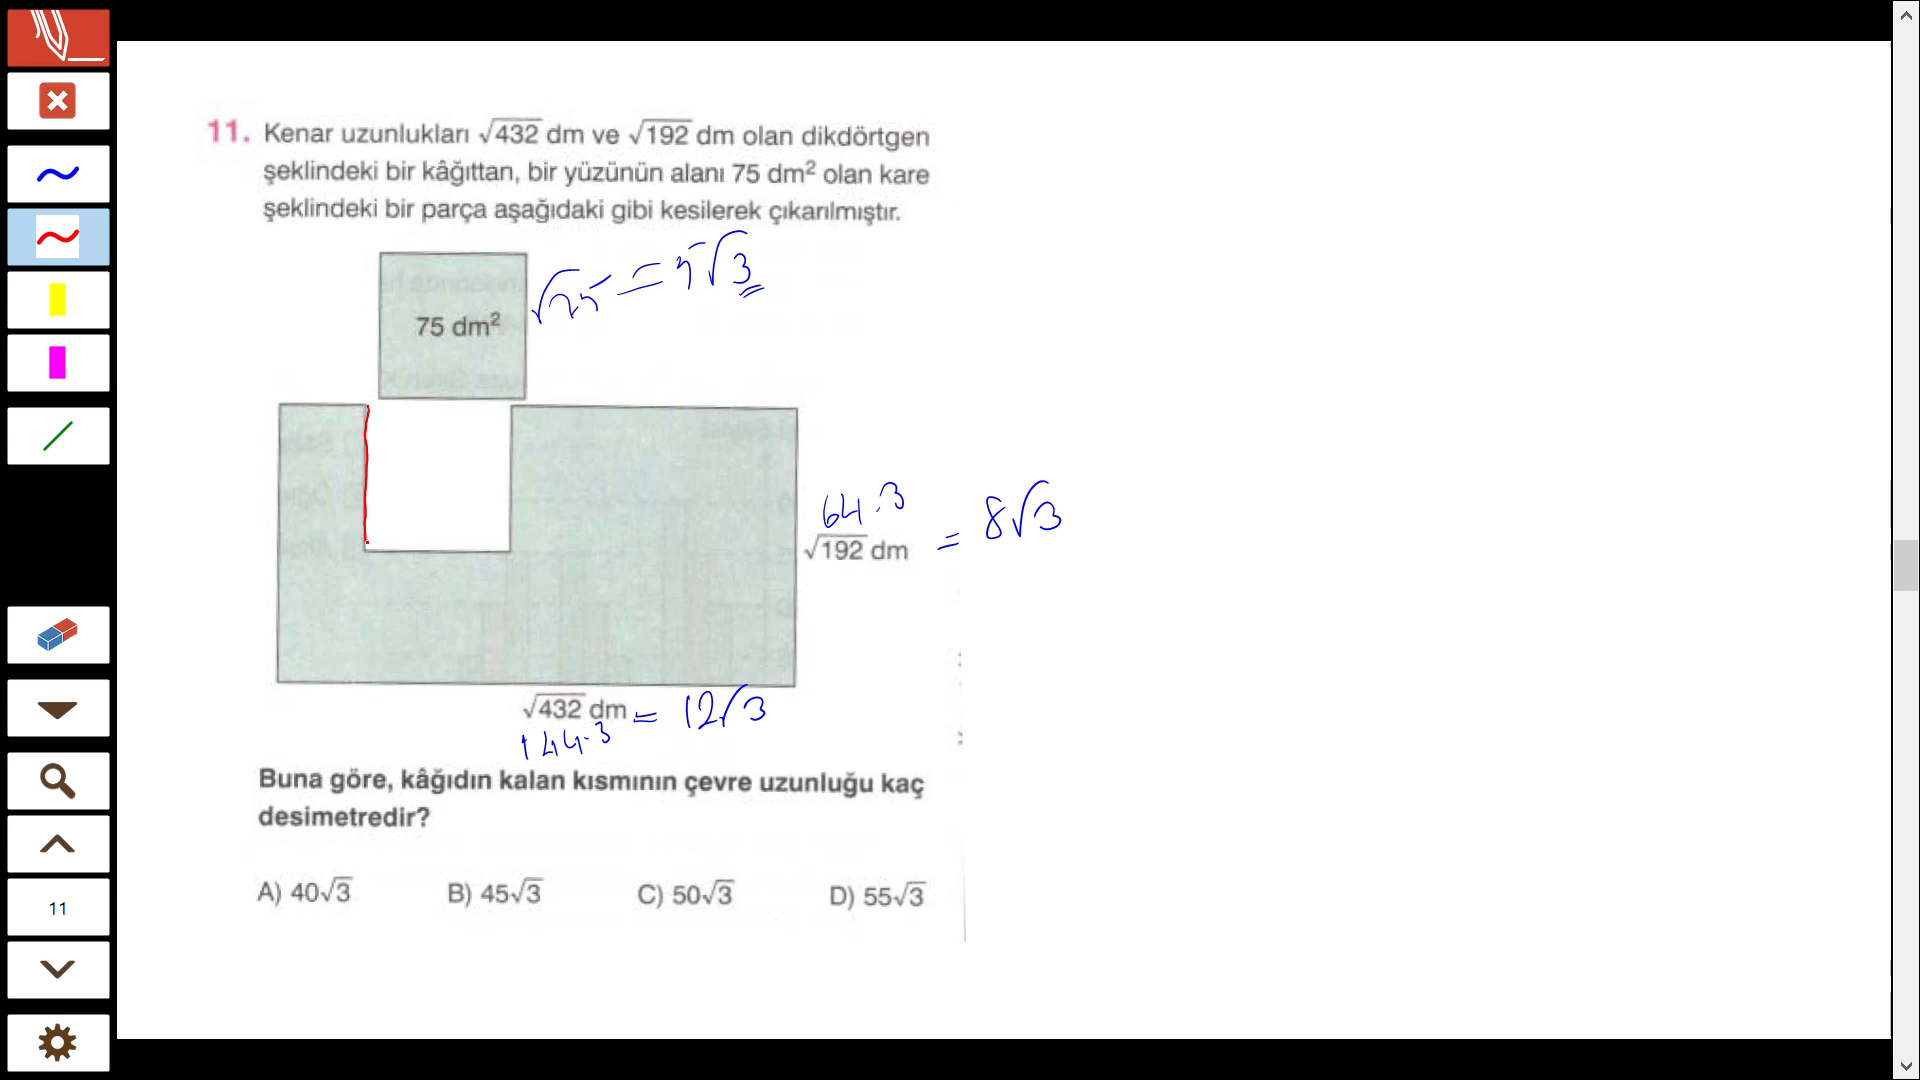 11. Kenar uzunlukları √432 dm ve √192 dm olan dikdörtgen
şeklindeki bir kâğıttan, bir yüzünün alanı 75 dm² olan kare
şeklindeki bir parça aşağıdaki gibi kesilerek çıkarılmıştır.
75 dm²
√75 = 5√3
64.3
√192 dm = 8√3
√432 dm = 12√3
144.3
Buna göre, kâğıdın kalan kısmının çevre uzunluğu kaç
desimetredir?
A) 40√3 B) 45√3 C) 50√3 D) 55√3
11